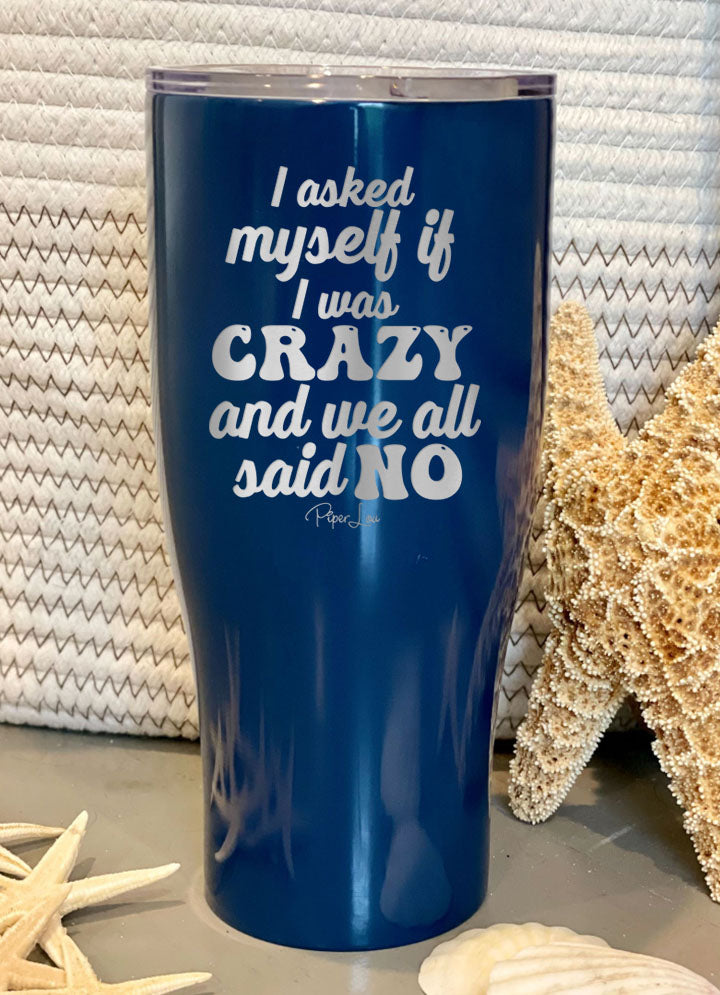 I asked
myself if
I was
CRAZY
and we all
said NO
Piper Lou